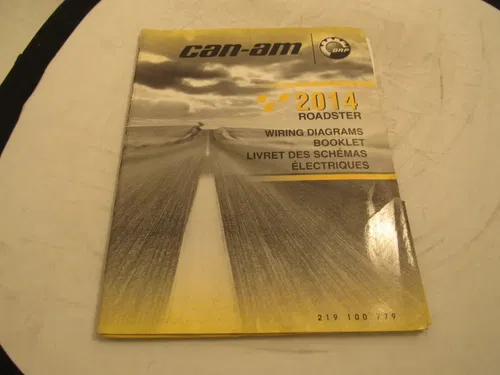 can-am
BRP
2014
ROADSTER
WIRING DIAGRAMS
BOOKLET
LIVRET DES SCHÉMAS
ÉLECTRIQUES
219 100 779